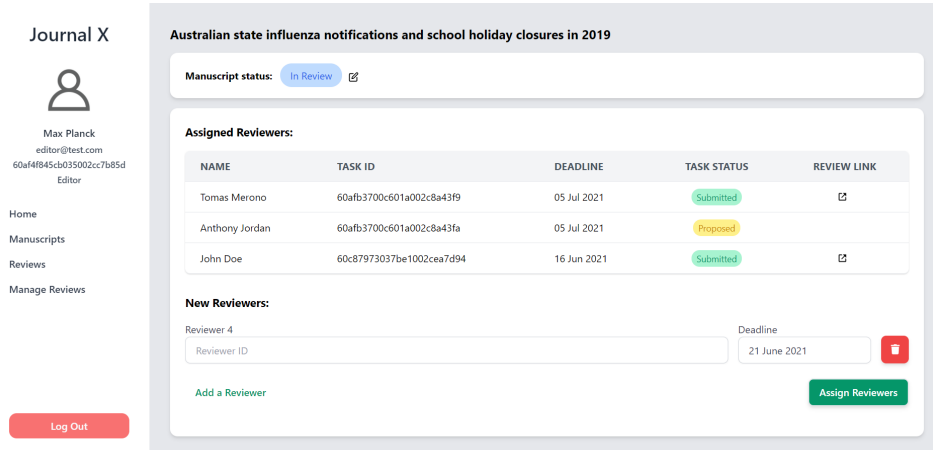 Journal X
Max Planck
editor@test.com
60af4f845cb035002cc7b85d
Editor
Home
Manuscripts
Reviews
Manage Reviews
Log Out
Australian state influenza notifications and school holiday closures in 2019
Manuscript status: In Review
Assigned Reviewers:
NAME TASK ID DEADLINE TASK STATUS REVIEW LINK
Tomas Merono 60afb3700c601a002c8a43f9 05 Jul 2021 Submitted
Anthony Jordan 60afb3700c601a002c8a43fa 05 Jul 2021 Proposed
John Doe 60c87973037be1002cea7d94 16 Jun 2021 Submitted
New Reviewers:
Reviewer 4 Deadline
Reviewer ID 21 June 2021
Add a Reviewer Assign Reviewers